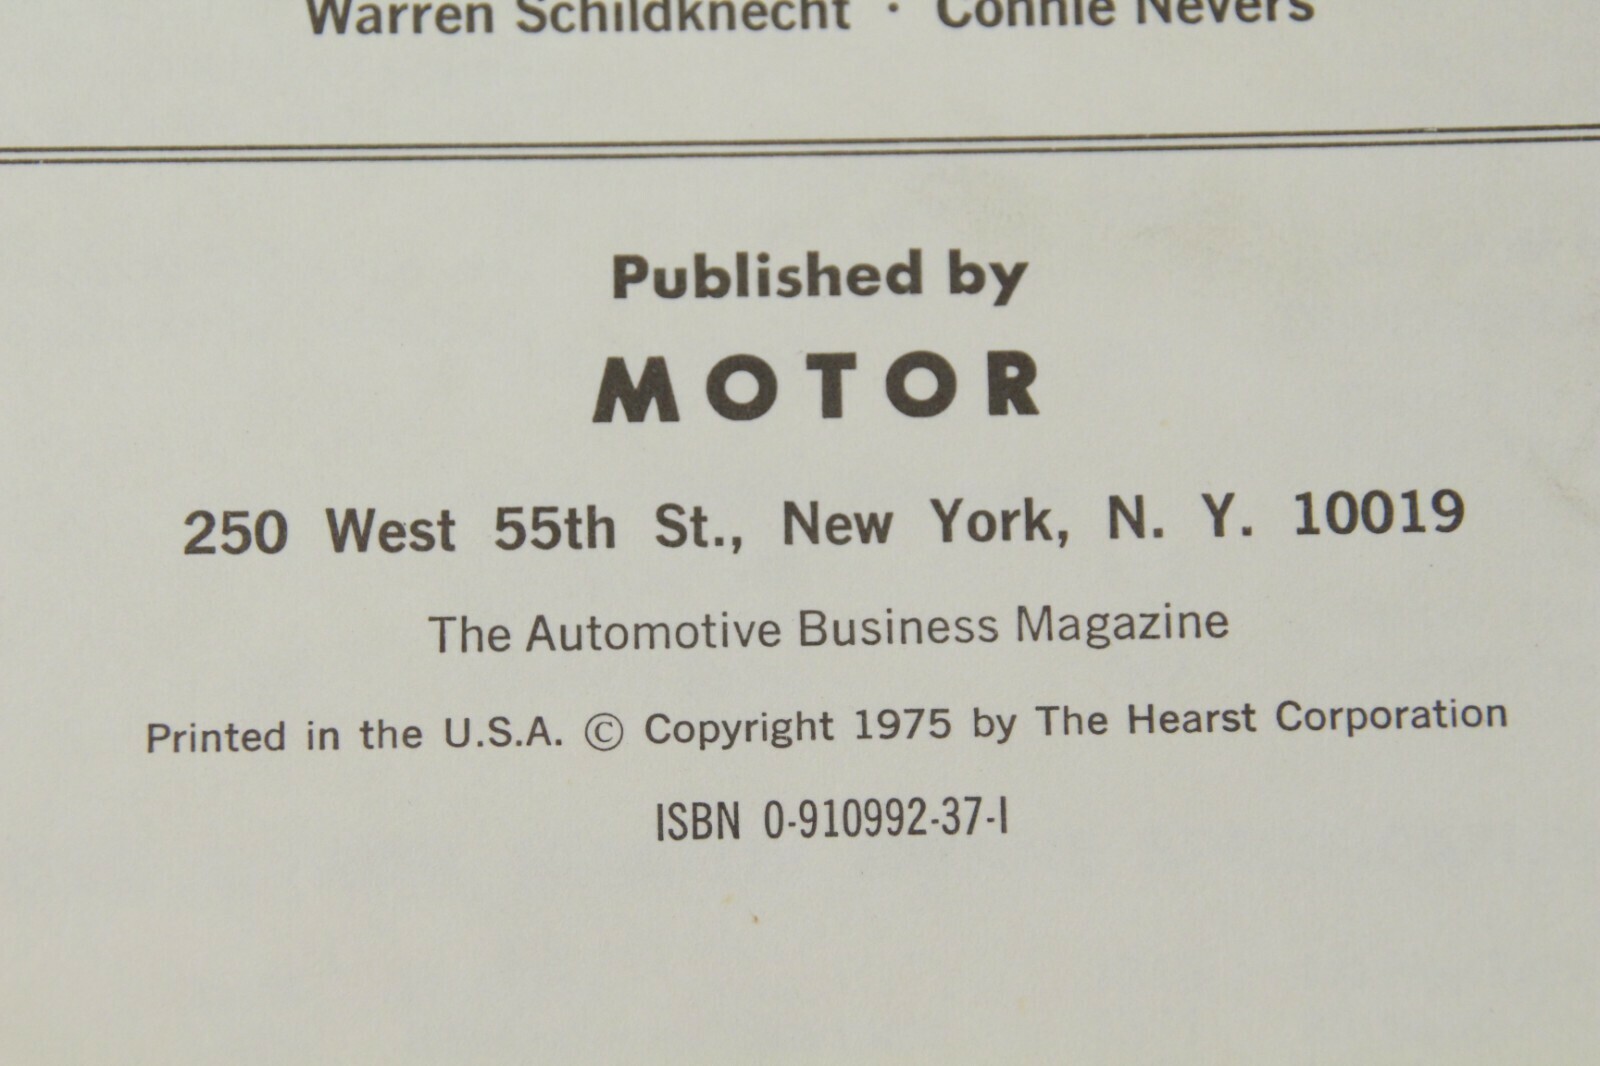 Warren Schildknecht · Connie Nevers
Published by
MOTOR
250 West 55th St., New York, N. Y. 10019
The Automotive Business Magazine
Printed in the U.S.A. © Copyright 1975 by The Hearst Corporation
ISBN 0-910992-37-I